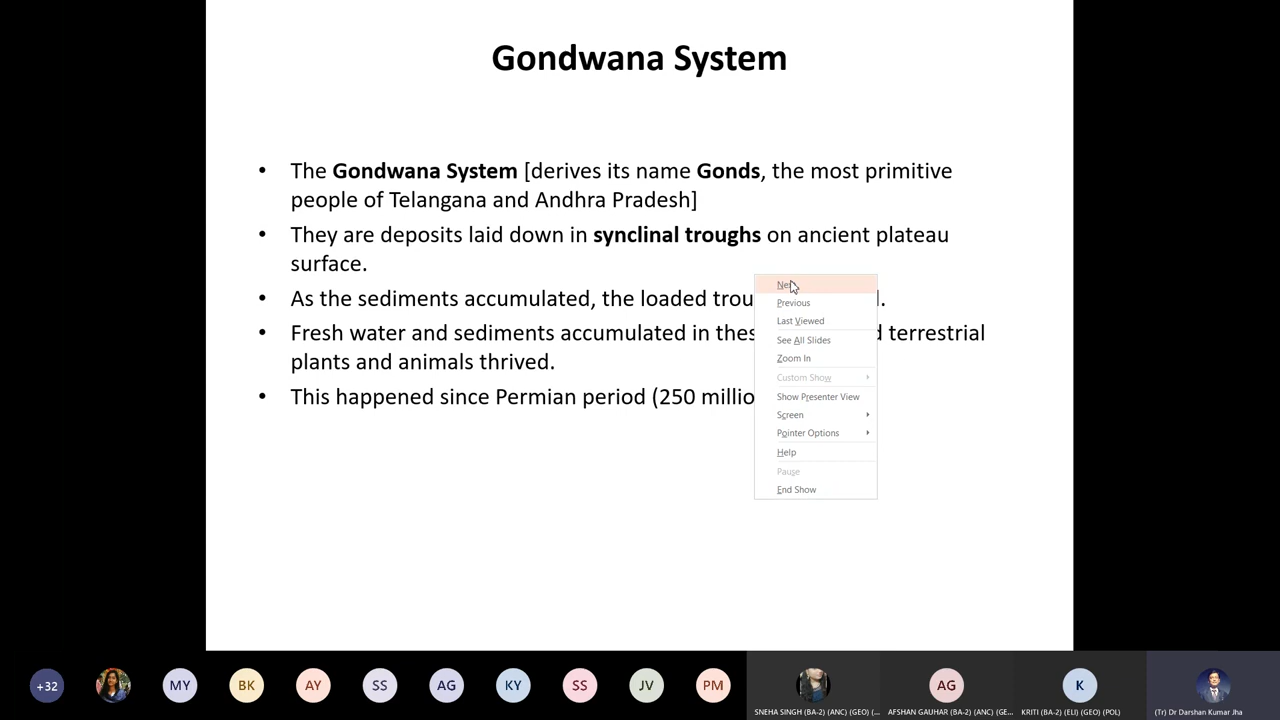 Gondwana System
• The Gondwana System [derives its name Gonds, the most primitive
people of Telangana and Andhra Pradesh]
• They are deposits laid down in synclinal troughs on ancient plateau
surface.
• As the sediments accumulated, the loaded
• Fresh water and sediments accumulated in terrestrial
plants and animals thrived.
• This happened since Permian period (250
Previous
Last Viewed
See All Slides
Zoom In
Custom Show
Show Presenter View
Screen
Pointer Options
Help
Pause
End Show
+32
MY
BK
AY
SS
AG
KY
SS
JV
PM
AG
K
SNEHA SINGH (BA-2) (ANC) (GEO) (...
AFSHAN GAUHAR (BA-2) (ANC) (GE...
KRITI (BA-2) (ELI) (GEO) (POL)
(Tr) Dr Darshan Kumar Jha